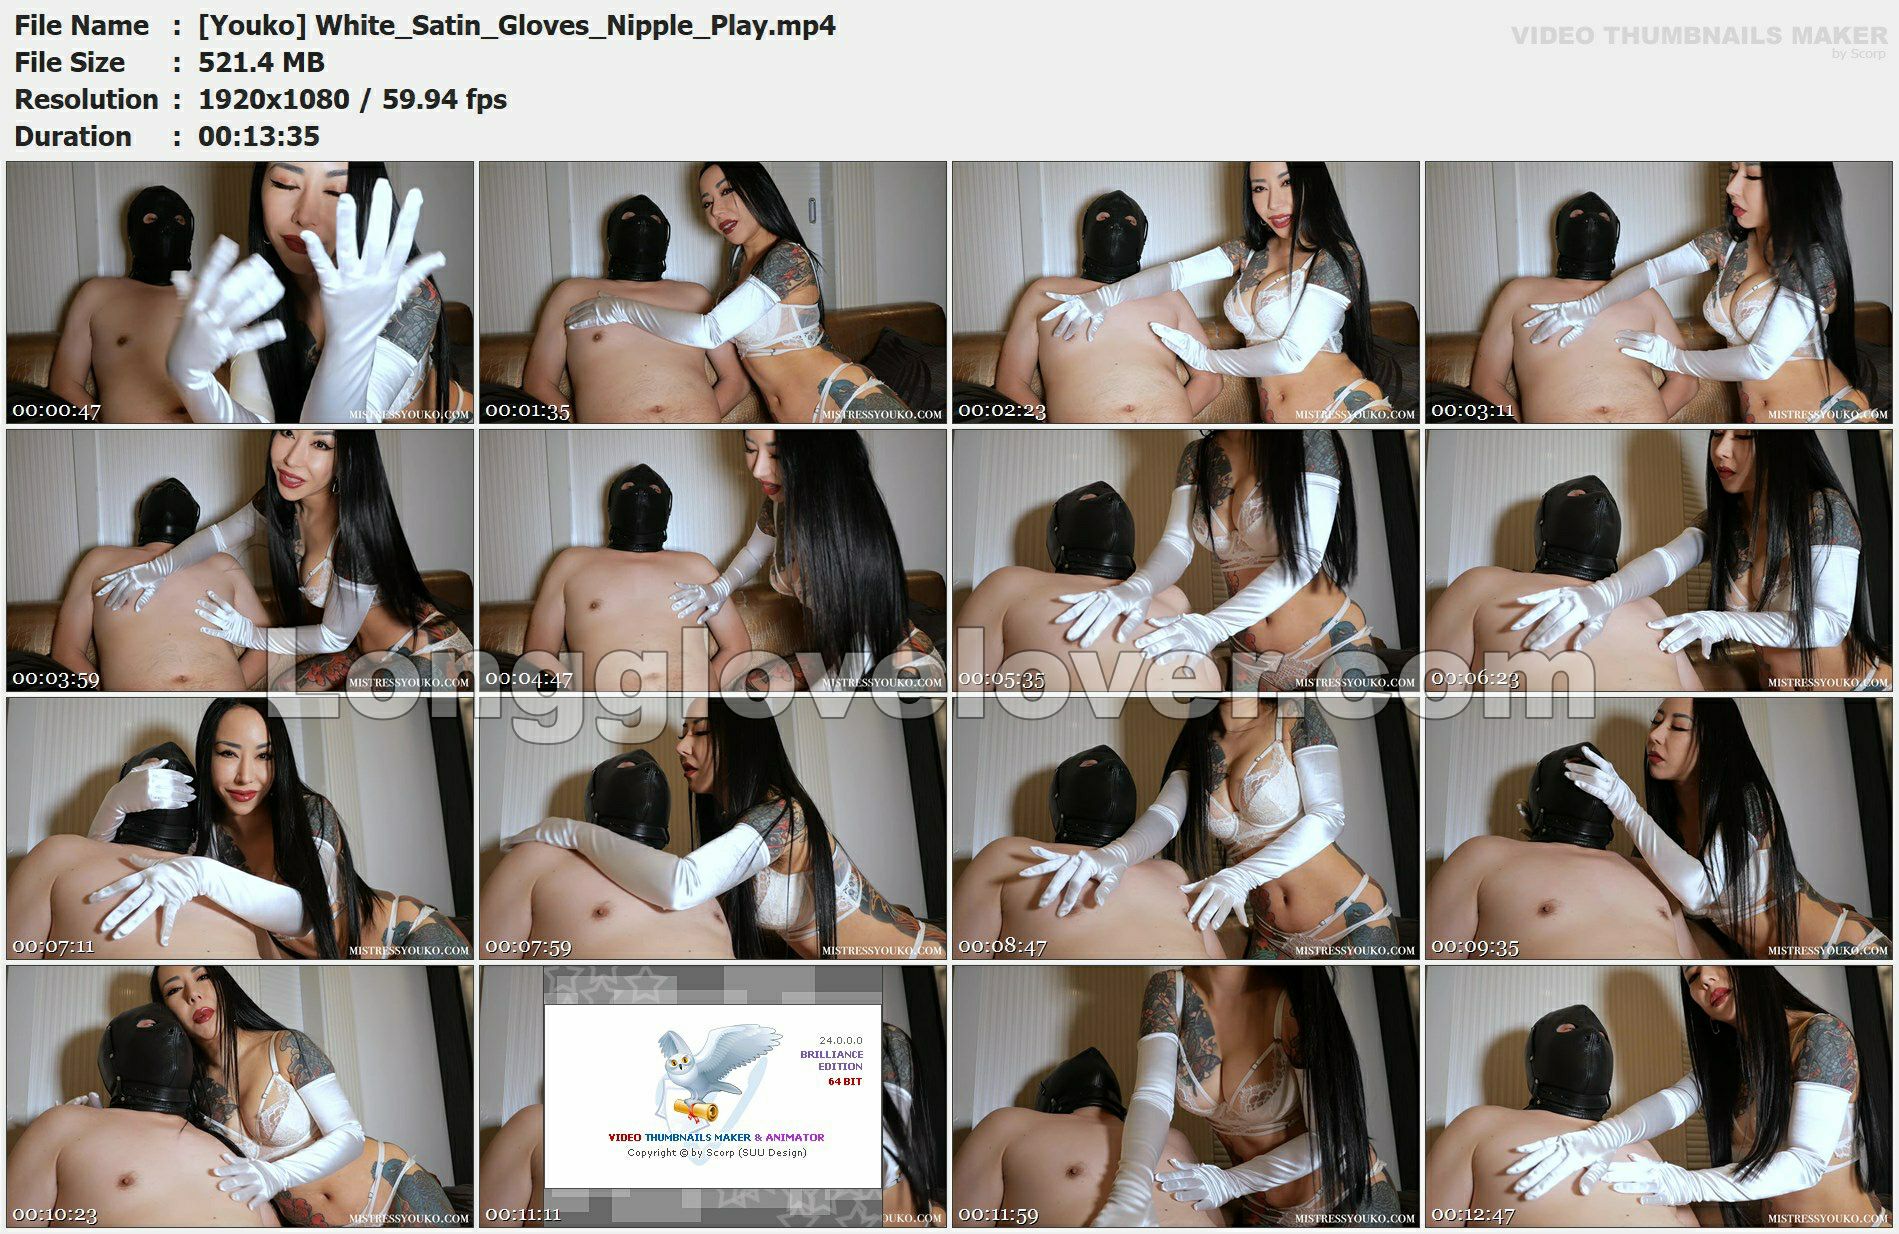 File Name : [Youko] White_Satin_Gloves_Nipple_Play.mp4
VIDEO THUMBNAILS MAKER
by Scorp
File Size : 521.4 MB
Resolution : 1920x1080 / 59.94 fps
Duration : 00:13:35
00:00:47
MISTRESSYOUKO.COM
00:01:35
MISTRESSYOUKO.COM
00:02:23
MISTRESSYOUKO.COM
00:03:11
MISTRESSYOUKO.COM
00:03:59
MISTRESSYOUKO.COM
00:04:47
MISTRESSYOUKO.COM
00:05:35
MISTRESSYOUKO.COM
00:06:23
MISTRESSYOUKO.COM
Longglovelover.com
00:07:11
MISTRESSYOUKO.COM
00:07:59
MISTRESSYOUKO.COM
00:08:47
MISTRESSYOUKO.COM
00:09:35
MISTRESSYOUKO.COM
24.0.0.0
BRILLIANCE
EDITION
64 BIT
VIDEO THUMBNAILS MAKER & ANIMATOR
Copyright © by Scorp (SUU Design)
00:10:23
MISTRESSYOUKO.COM
00:11:11
OUKO.COM
00:11:59
MISTRESSYOUKO.COM
00:12:47
MISTRESSYOUKO.COM